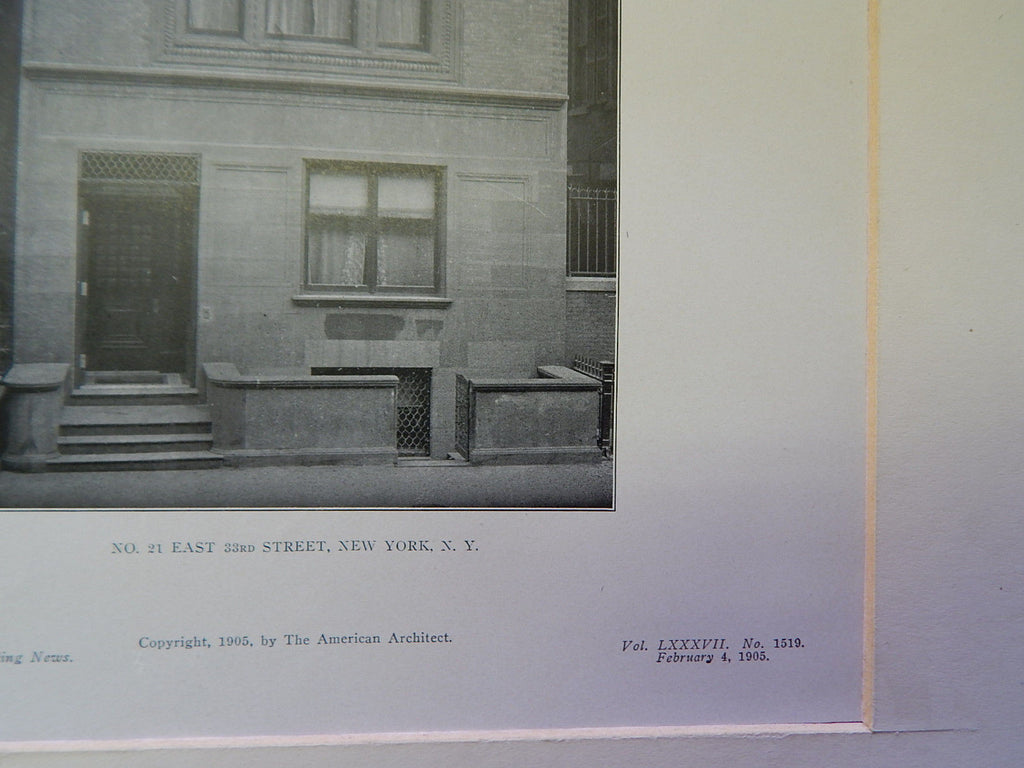 NO. 21 EAST 33RD STREET, NEW YORK, N. Y.
Copyright, 1905, by The American Architect.
ing News.
Vol. LXXXVII. No. 1519.
February 4, 1905.